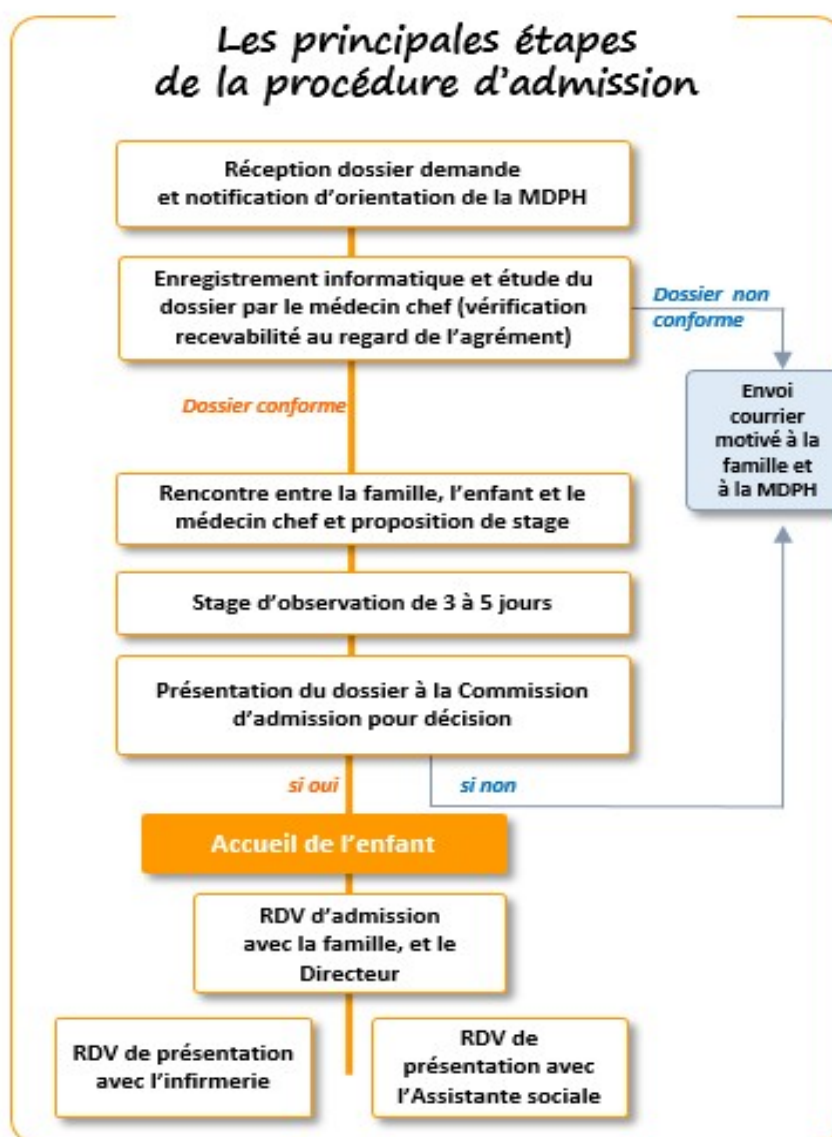 Les principales étapes
de la procédure d'admission
Réception dossier demande
et notification d'orientation de la MDPH
Enregistrement informatique et étude du
dossier par le médecin chef (vérification
recevabilité au regard de l'agrément)
Dossier non
conforme
Envoi
courrier
motivé à la
famille et
à la MDPH
Dossier conforme
Rencontre entre la famille, l'enfant et le
médecin chef et proposition de stage
Stage d'observation de 3 à 5 jours
Présentation du dossier à la Commission
d'admission pour décision
si oui
si non
Accueil de l'enfant
RDV d'admission
avec la famille, et le
Directeur
RDV de présentation
avec l'infirmerie
RDV de
présentation avec
l'Assistante sociale